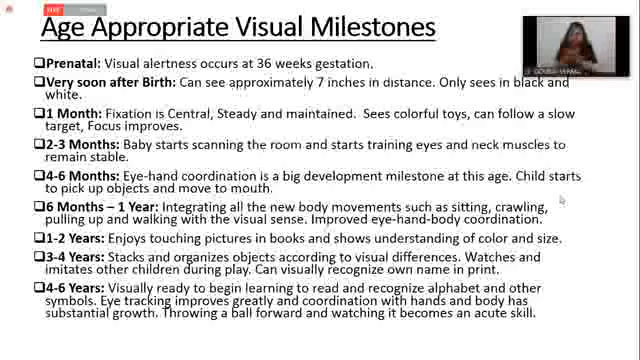 Age Appropriate Visual Milestones
❑Prenatal: Visual alertness occurs at 36 weeks gestation.
❑Very soon after Birth: Can see approximately 7 inches in distance. Only sees in black and
white.
❑1 Month: Fixation is Central, Steady and maintained. Sees colorful toys, can follow a slow
target, Focus improves.
❑2-3 Months: Baby starts scanning the room and starts training eyes and neck muscles to
remain stable.
❑4-6 Months: Eye-hand coordination is a big development milestone at this age. Child starts
to pick up objects and move to mouth.
❑6 Months – 1 Year: Integrating all the new body movements such as sitting, crawling,
pulling up and walking with the visual sense. Improved eye-hand-body coordination.
❑1-2 Years: Enjoys touching pictures in books and shows understanding of color and size.
❑3-4 Years: Stacks and organizes objects according to visual differences. Watches and
imitates other children during play. Can visually recognize own name in print.
❑4-6 Years: Visually ready to begin learning to read and recognize alphabet and other
symbols. Eye tracking improves greatly and coordination with hands and body has
substantial growth. Throwing a ball forward and watching it becomes an acute skill.